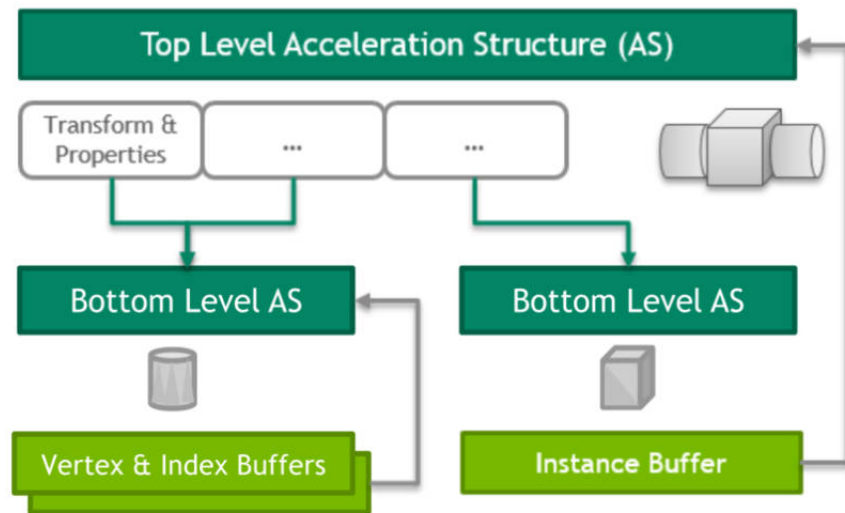 Top Level Acceleration Structure (AS)
Transform &
Properties
...
...
Bottom Level AS
Bottom Level AS
Vertex & Index Buffers
Instance Buffer